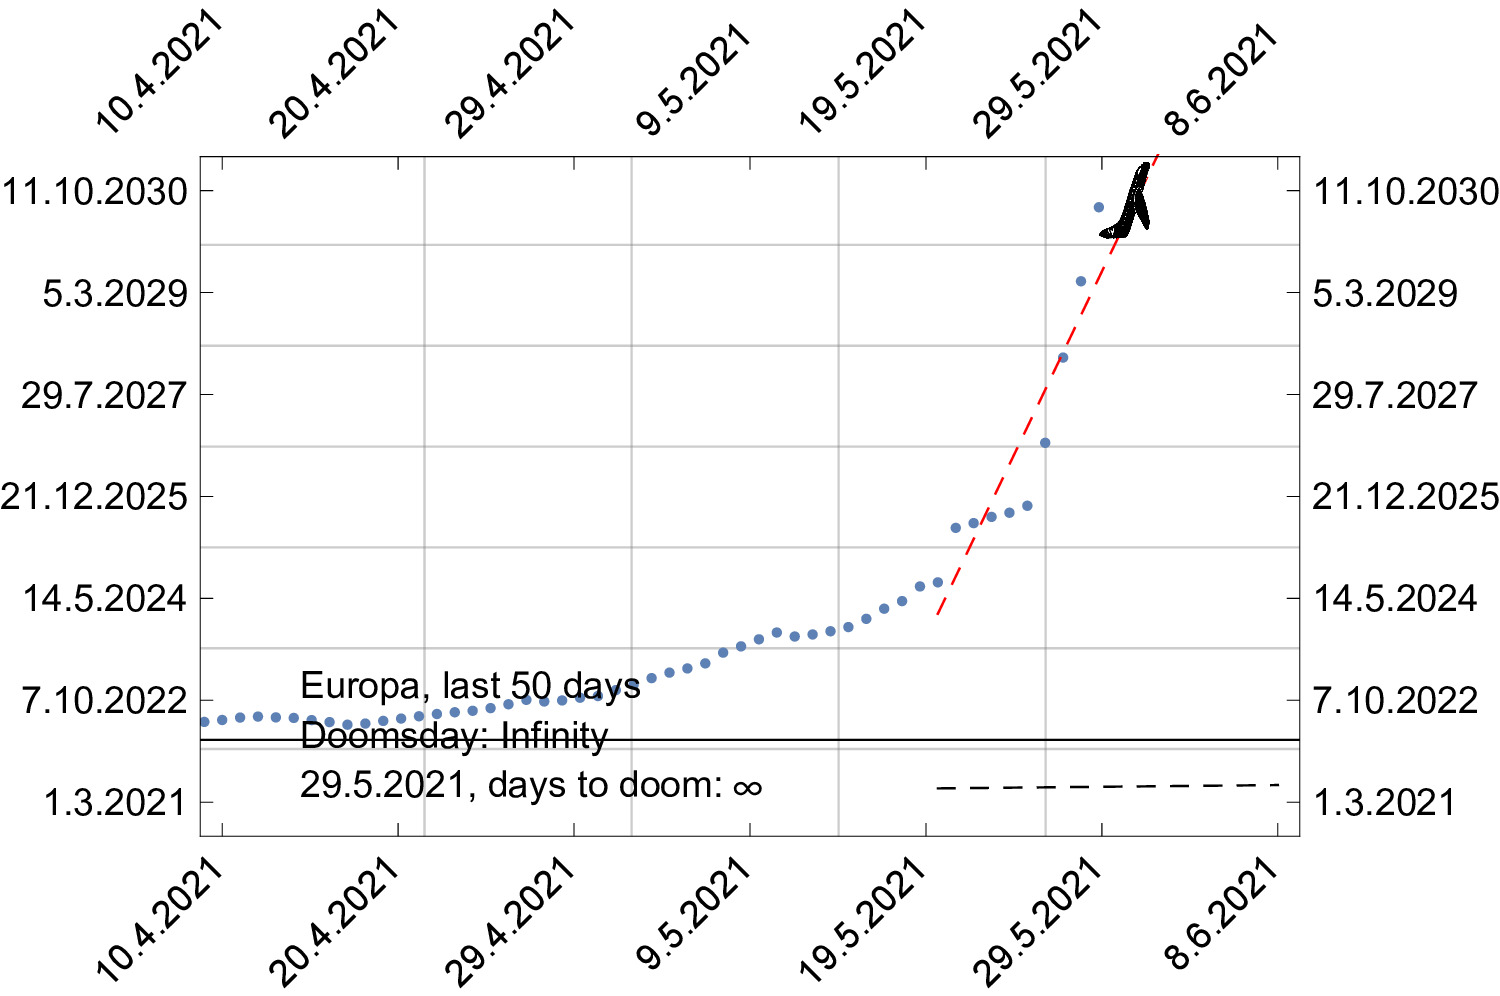 10.4.2021 20.4.2021 29.4.2021 9.5.2021 19.5.2021 29.5.2021 8.6.2021
11.10.2030 11.10.2030
5.3.2029 5.3.2029
29.7.2027 29.7.2027
21.12.2025 21.12.2025
14.5.2024 14.5.2024
Europa, last 50 days
7.10.2022 7.10.2022
Doomsday: Infinity
29.5.2021, days to doom: ∞
1.3.2021 1.3.2021
10.4.2021 20.4.2021 29.4.2021 9.5.2021 19.5.2021 29.5.2021 8.6.2021